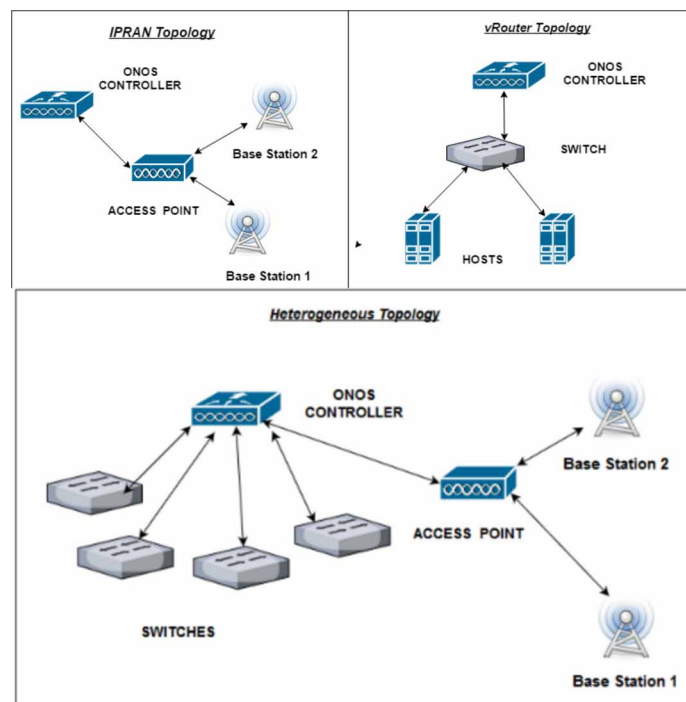 IPRAN Topology
ONOS
CONTROLLER
Base Station 2
ACCESS POINT
Base Station 1
vRouter Topology
ONOS
CONTROLLER
SWITCH
HOSTS
Heterogeneous Topology
ONOS
CONTROLLER
Base Station 2
ACCESS POINT
SWITCHES
Base Station 1